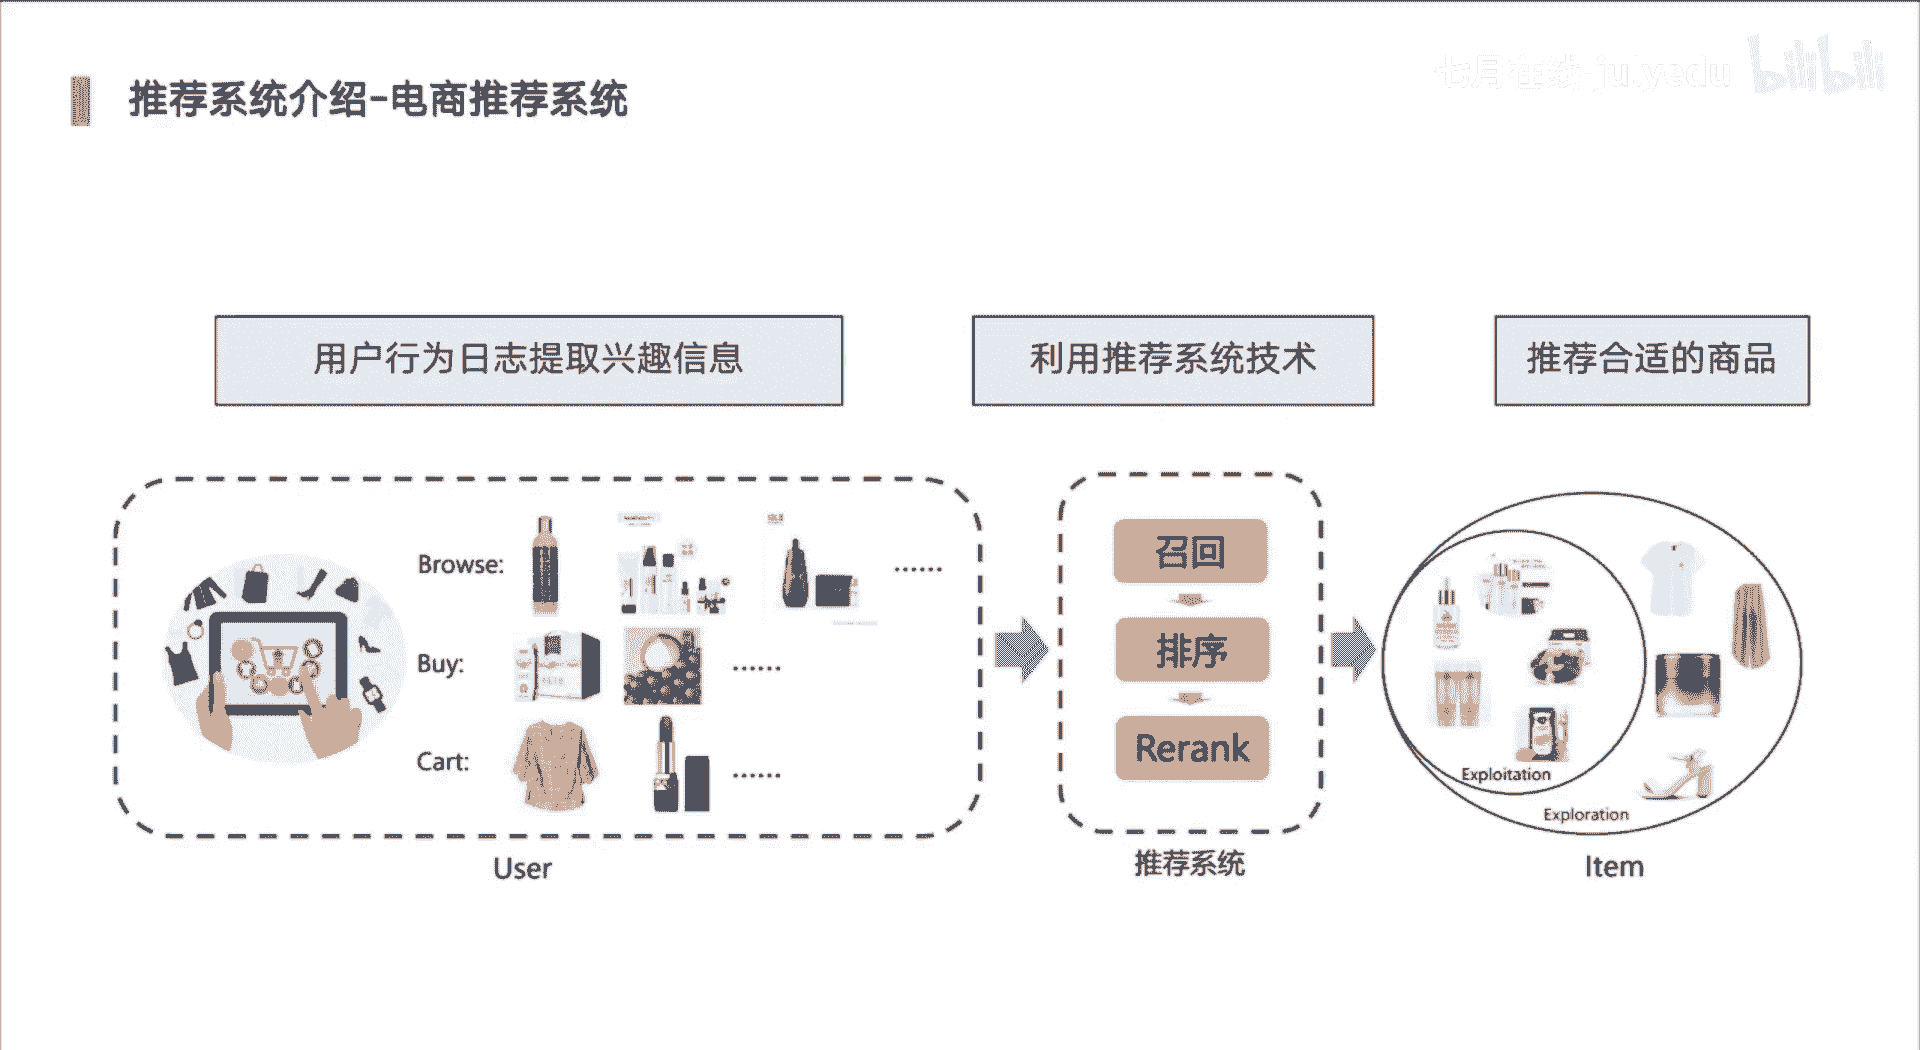 七月在线-julyedu bilibili
推荐系统介绍-电商推荐系统
用户行为日志提取兴趣信息
利用推荐系统技术
推荐合适的商品
Browse:
......
Buy:
......
Cart:
......
User
召回
排序
Rerank
推荐系统
Exploitation
Exploration
Item